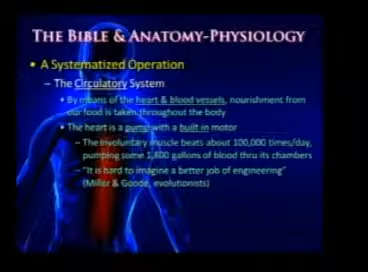 THE BIBLE & ANATOMY-PHYSIOLOGY
• A Systematized Operation
– The Circulatory System
• By means of the heart & blood vessels, nourishment from
our food is taken throughout the body
• The heart is a pump with a built-in motor
– The involuntary muscle beats about 100,000 times/day,
pumping some 1,800 gallons of blood thru its chambers
– "It is hard to imagine a better job of engineering"
(Miller & Goode, evolutionists)